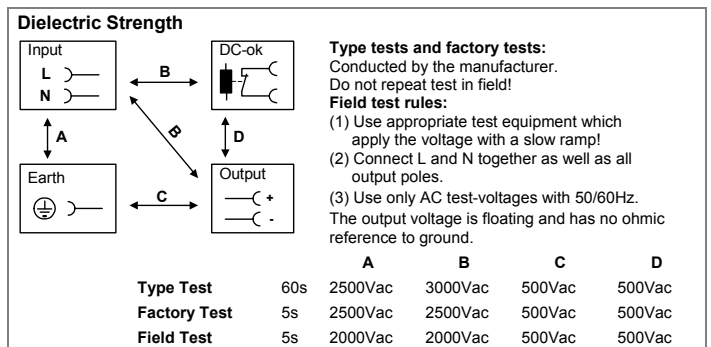 Dielectric Strength
Input
L
N
B
DC-ok
A
B
D
Earth
C
Output
+
-
Type tests and factory tests:
Conducted by the manufacturer.
Do not repeat test in field!
Field test rules:
(1) Use appropriate test equipment which
apply the voltage with a slow ramp!
(2) Connect L and N together as well as all
output poles.
(3) Use only AC test-voltages with 50/60Hz.
The output voltage is floating and has no ohmic
reference to ground.
A B C D
Type Test 60s 2500Vac 3000Vac 500Vac 500Vac
Factory Test 5s 2500Vac 2500Vac 500Vac 500Vac
Field Test 5s 2000Vac 2000Vac 500Vac 500Vac